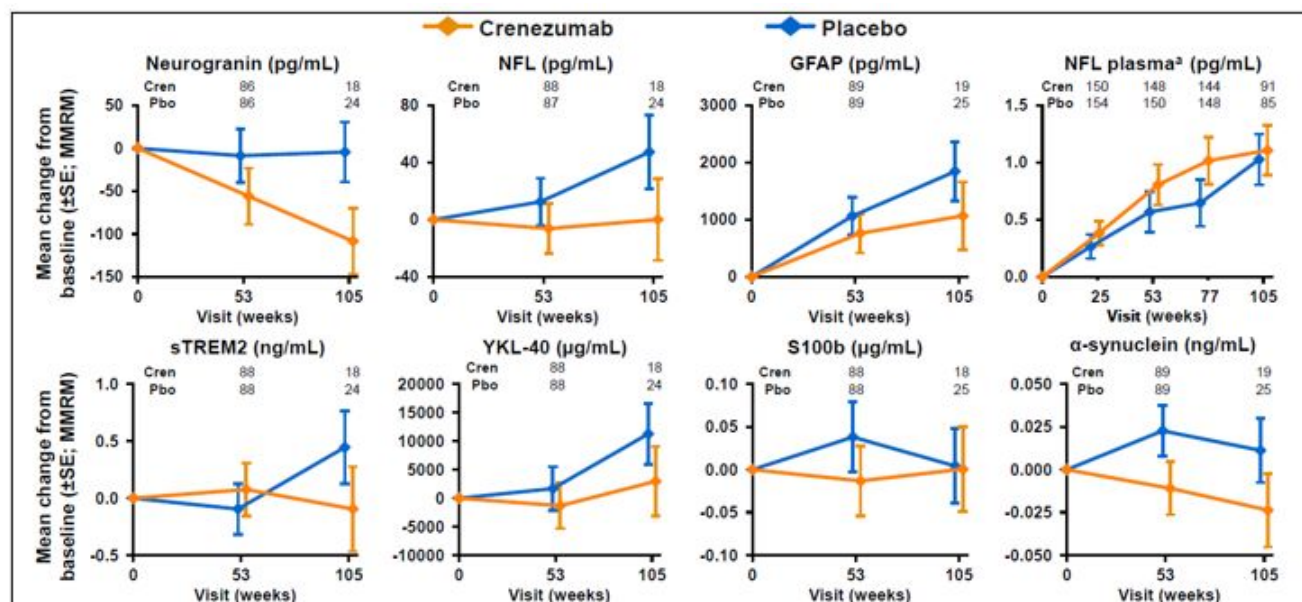 Crenezumab Placebo
Neurogranin (pg/mL)
Cren 86 18
Pbo 86 24
50
0
-50
-100
-150
0 53 105
Visit (weeks)
Mean change from
baseline (±SE; MMRM)
NFL (pg/mL)
Cren 88 18
Pbo 87 24
80
40
0
-40
0 53 105
Visit (weeks)
GFAP (pg/mL)
Cren 89 19
Pbo 89 25
3000
2000
1000
0
0 53 105
Visit (weeks)
NFL plasmaᵃ (pg/mL)
Cren 150 148 144 91
Pbo 154 150 148 85
1.5
1.0
0.5
0.0
0 25 53 77 105
Visit (weeks)
sTREM2 (ng/mL)
Cren 88 18
Pbo 88 24
1.0
0.5
0.0
-0.5
0 53 105
Visit (weeks)
Mean change from
baseline (±SE; MMRM)
YKL-40 (µg/mL)
Cren 88 18
Pbo 88 24
20000
15000
10000
5000
0
-5000
-10000
0 53 105
Visit (weeks)
S100b (µg/mL)
Cren 88 18
Pbo 88 25
0.10
0.05
0.00
-0.05
-0.10
0 53 105
Visit (weeks)
α-synuclein (ng/mL)
Cren 89 19
Pbo 89 25
0.050
0.025
0.000
-0.025
-0.050
0 53 105
Visit (weeks)